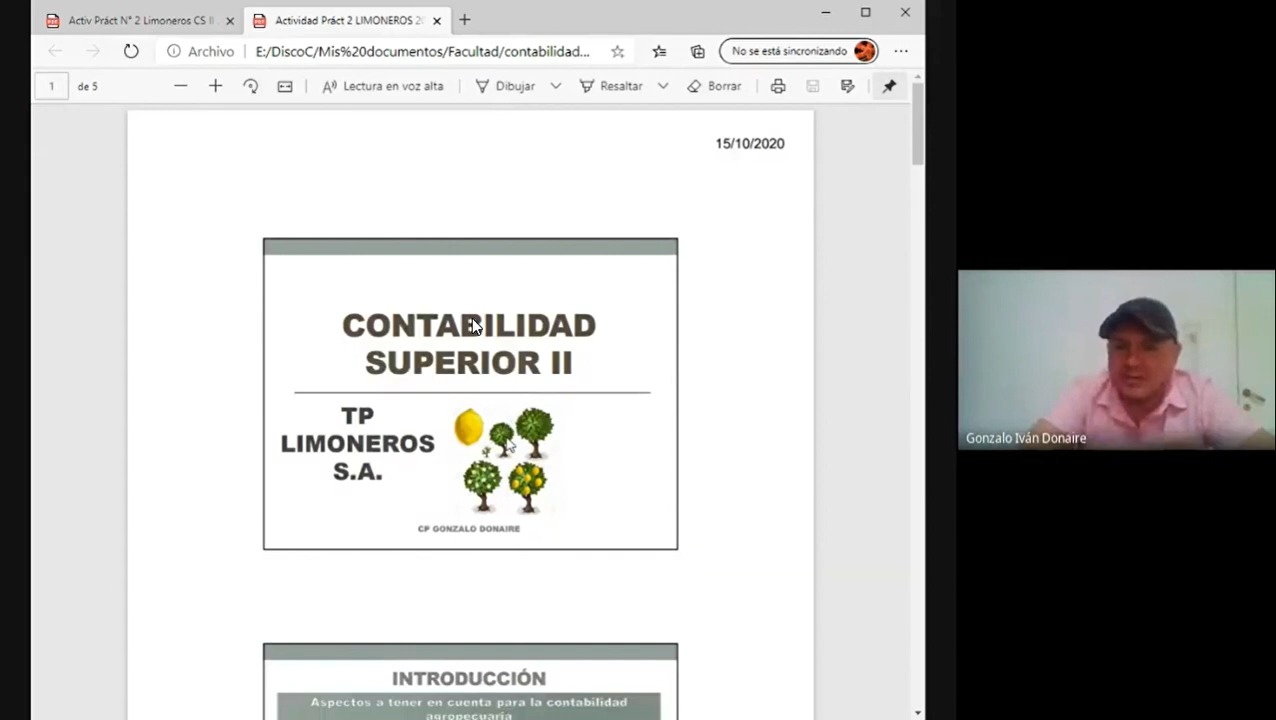 Activ Práct N° 2 Limoneros CS II
Actividad Práct 2 LIMONEROS 20
Archivo
E:/DiscoC/Mis%20documentos/Facultad/contabilidad...
No se está sincronizando
1
de 5
Lectura en voz alta
Dibujar
Resaltar
Borrar
15/10/2020
CONTABILIDAD
SUPERIOR II
TP
LIMONEROS
S.A.
CP GONZALO DONAIRE
Gonzalo Iván Donaire
INTRODUCCIÓN
Aspectos a tener en cuenta para la contabilidad
agropecuaria